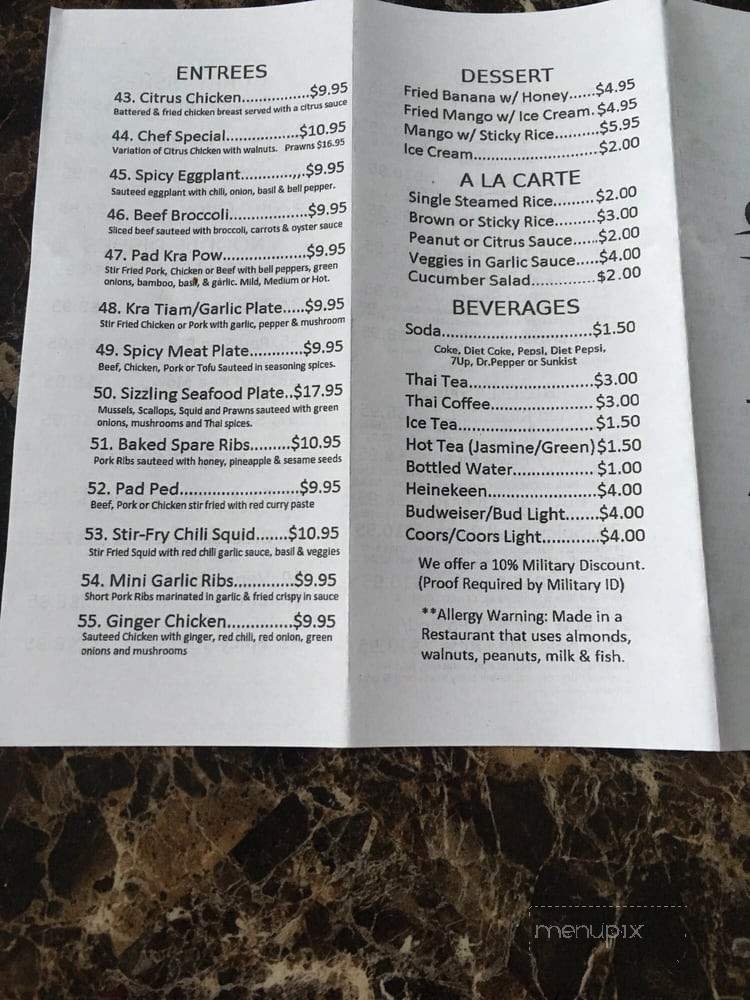 ENTREES
43. Citrus Chicken................$9.95
Battered & fried chicken breast served with a citrus sauce
44. Chef Special.................$10.95
Variation of Citrus Chicken with walnuts. Prawns $16.95
45. Spicy Eggplant............,,.$9.95
Sauteed eggplant with chili, onion, basil & bell pepper.
46. Beef Broccoli..................$9.95
Sliced beef sauteed with broccoli, carrots & oyster sauce
47. Pad Kra Pow...................$9.95
Stir Fried Pork, Chicken or Beef with bell peppers, green
onions, bamboo, basil, & garlic. Mild, Medium or Hot.
48. Kra Tiam/Garlic Plate.....$9.95
Stir Fried Chicken or Pork with garlic, pepper & mushroom
49. Spicy Meat Plate............$9.95
Beef, Chicken, Pork or Tofu Sauteed in seasoning spices.
50. Sizzling Seafood Plate..$17.95
Mussels, Scallops, Squid and Prawns sauteed with green
onions, mushrooms and Thai spices.
51. Baked Spare Ribs.........$10.95
Pork Ribs sauteed with honey, pineapple & sesame seeds
52. Pad Ped...........................$9.95
Beef, Pork or Chicken stir fried with red curry paste
53. Stir-Fry Chili Squid.......$10.95
Stir Fried Squid with red chili garlic sauce, basil & veggies
54. Mini Garlic Ribs.............$9.95
Short Pork Ribs marinated in garlic & fried crispy in sauce
55. Ginger Chicken..............$9.95
Sauteed Chicken with ginger, red chili, red onion, green
onions and mushrooms
DESSERT
Fried Banana w/ Honey......$4.95
Fried Mango w/ Ice Cream.$4.95
Mango w/ Sticky Rice..........$5.95
Ice Cream............................$2.00
A LA CARTE
Single Steamed Rice.........$2.00
Brown or Sticky Rice.........$3.00
Peanut or Citrus Sauce......$2.00
Veggies in Garlic Sauce.....$4.00
Cucumber Salad...............$2.00
BEVERAGES
Soda..................................$1.50
Coke, Diet Coke, Pepsi, Diet Pepsi,
7Up, Dr.Pepper or Sunkist
Thai Tea............................$3.00
Thai Coffee.......................$3.00
Ice Tea...............................$1.50
Hot Tea (Jasmine/Green)$1.50
Bottled Water..................$1.00
Heinekeen.........................$4.00
Budweiser/Bud Light.......$4.00
Coors/Coors Light............$4.00
We offer a 10% Military Discount.
(Proof Required by Military ID)
**Allergy Warning: Made in a
Restaurant that uses almonds,
walnuts, peanuts, milk & fish.
menupix